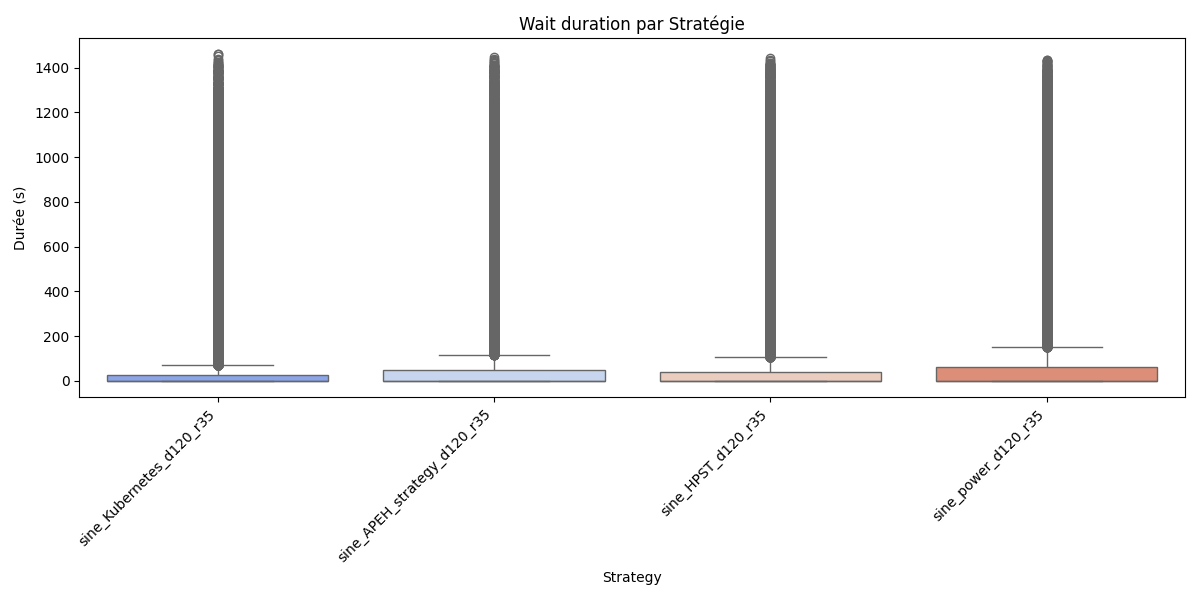 Wait duration par Stratégie
Durée (s)
1400
1200
1000
800
600
400
200
0
sine_Kubernetes_d120_r35
sine_APEH_strategy_d120_r35
sine_HPST_d120_r35
sine_power_d120_r35
Strategy